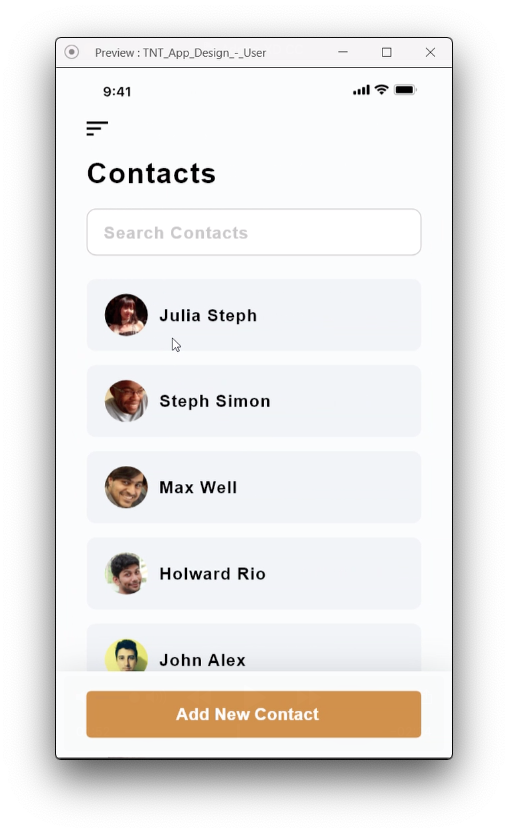 Preview : TNT_App_Design_-_User
9:41
Contacts
Search Contacts
Julia Steph
Steph Simon
Max Well
Holward Rio
John Alex
Add New Contact